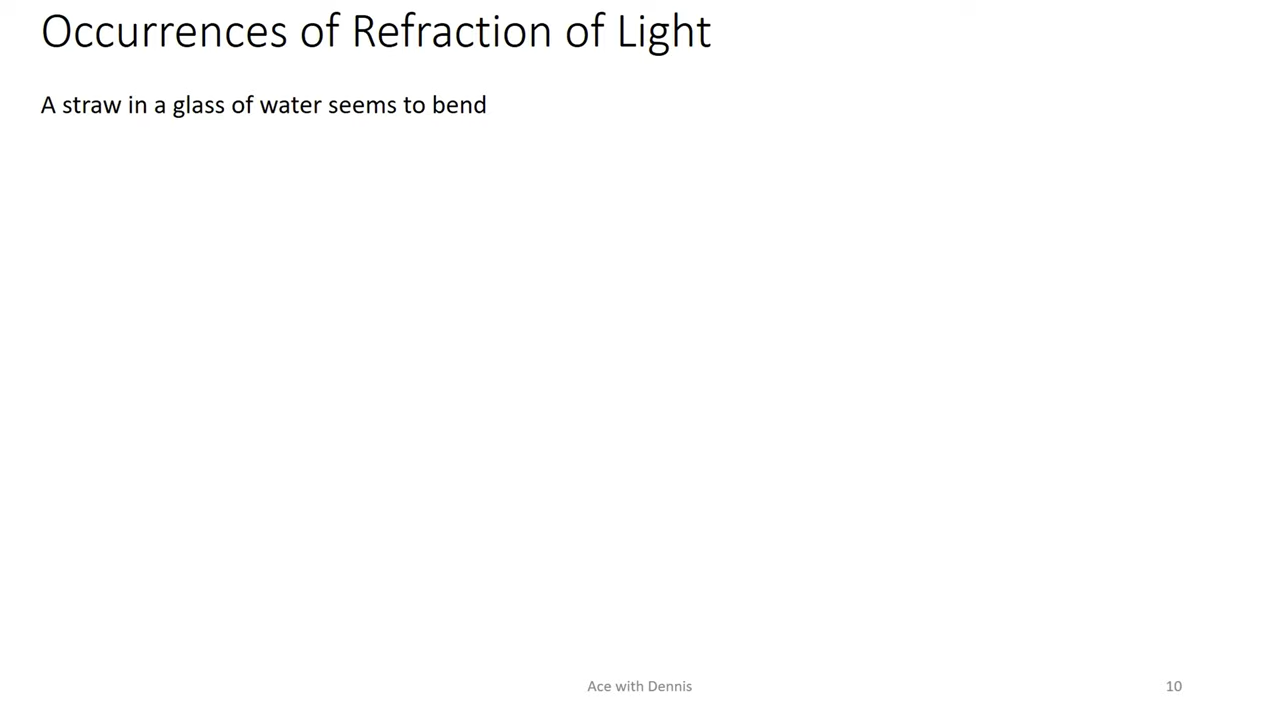 Occurrences of Refraction of Light
A straw in a glass of water seems to bend
Ace with Dennis
10